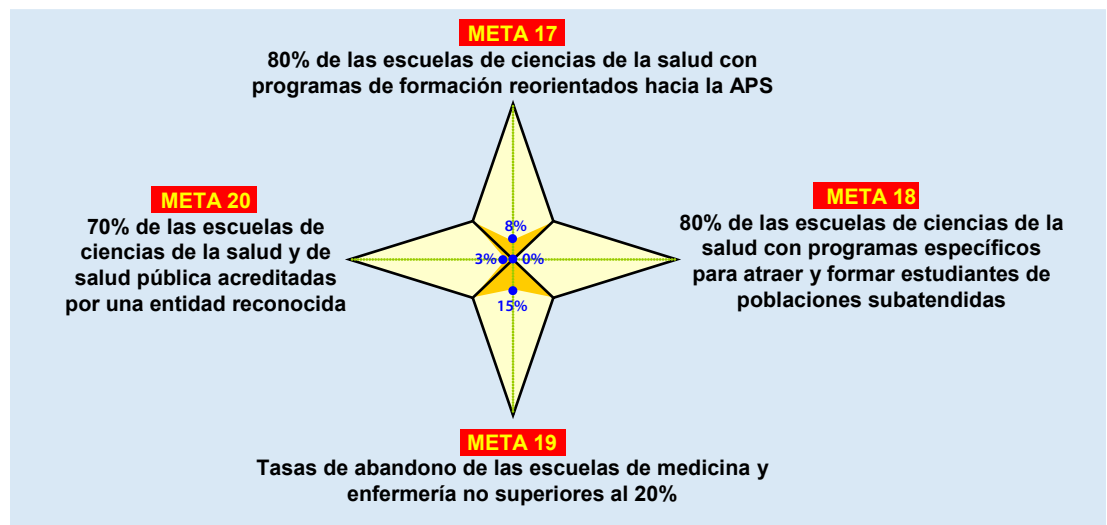 META 17
80% de las escuelas de ciencias de la salud con
programas de formación reorientados hacia la APS
META 20
70% de las escuelas de
ciencias de la salud y de
salud pública acreditadas
por una entidad reconocida
8%
3%
0%
15%
META 18
80% de las escuelas de ciencias de la
salud con programas específicos
para atraer y formar estudiantes de
poblaciones subatendidas
META 19
Tasas de abandono de las escuelas de medicina y
enfermería no superiores al 20%